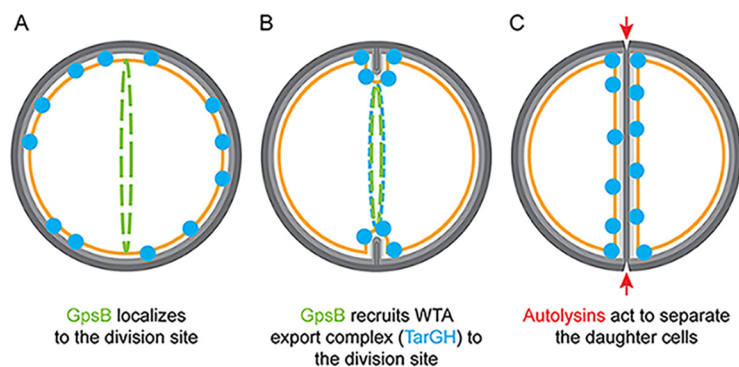 A
B
C
GpsB localizes
to the division site
GpsB recruits WTA
export complex (TarGH) to
the division site
Autolysins act to separate
the daughter cells